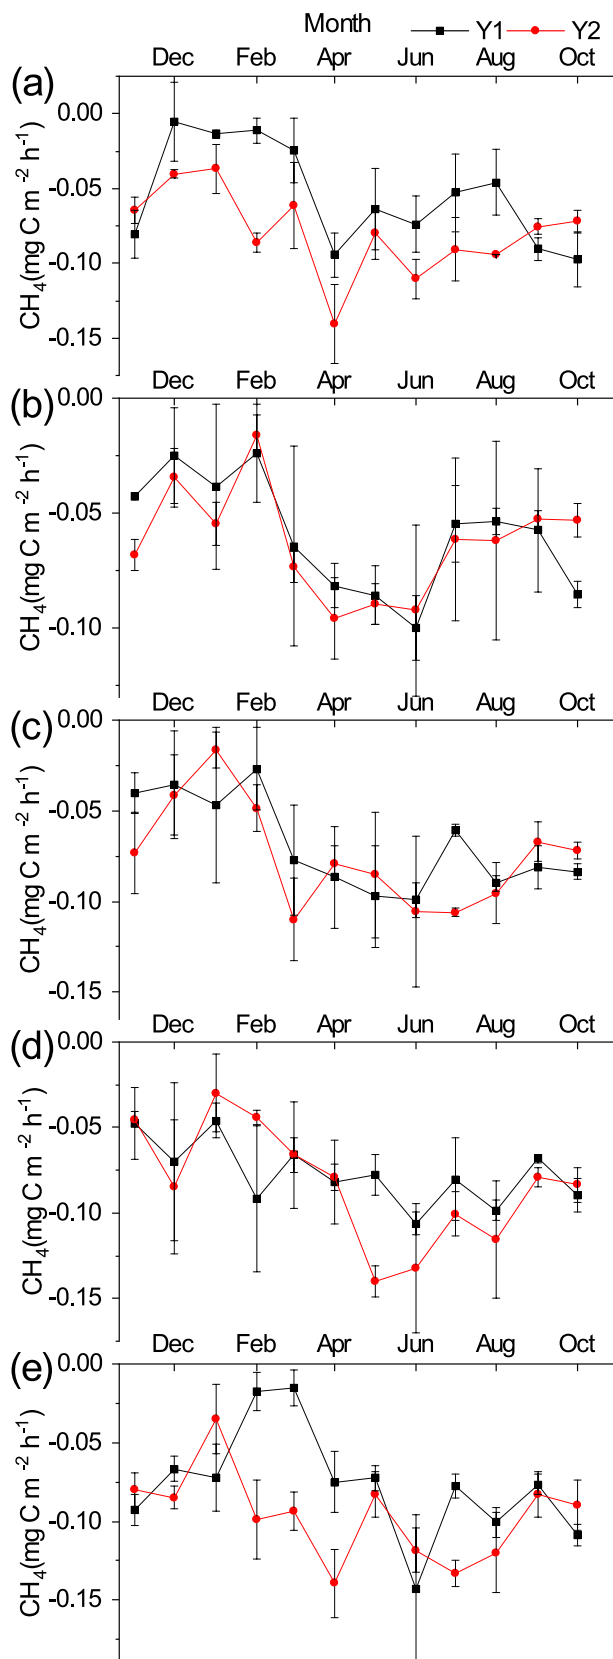 Month
Y1
Y2
Dec Feb Apr Jun Aug Oct
(a)
0.00
-0.05
-0.10
-0.15
CH₄(mg C m⁻² h⁻¹)
Dec Feb Apr Jun Aug Oct
(b)
0.00
-0.05
-0.10
CH₄(mg C m⁻² h⁻¹)
Dec Feb Apr Jun Aug Oct
(c)
0.00
-0.05
-0.10
-0.15
CH₄(mg C m⁻² h⁻¹)
Dec Feb Apr Jun Aug Oct
(d)
0.00
-0.05
-0.10
-0.15
CH₄(mg C m⁻² h⁻¹)
Dec Feb Apr Jun Aug Oct
(e)
0.00
-0.05
-0.10
-0.15
CH₄(mg C m⁻² h⁻¹)